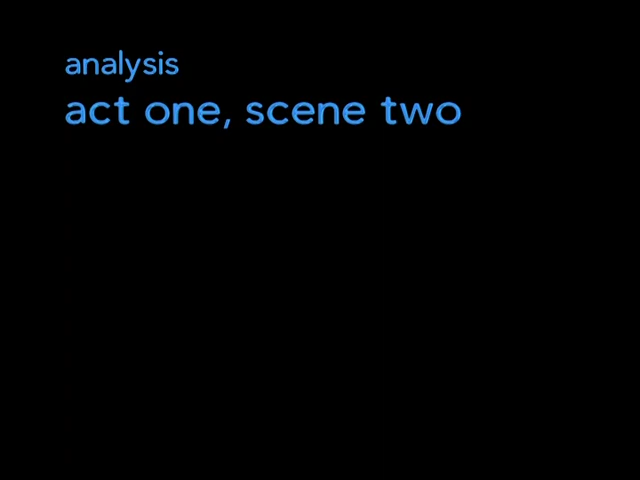 analysis
act one, scene two